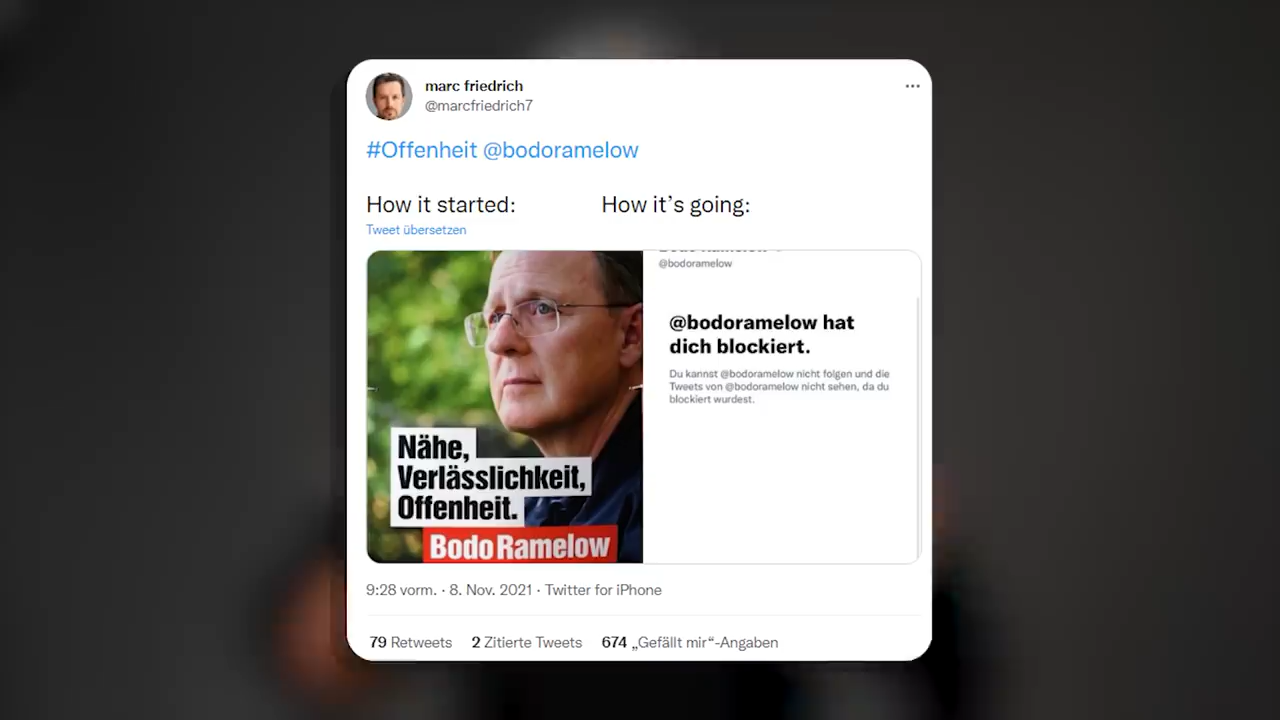 marc friedrich
@marcfriedrich7
#Offenheit @bodoramelow
How it started: How it’s going:
Tweet übersetzen
Nähe,
Verlässlichkeit,
Offenheit.
Bodo Ramelow
@bodoramelow
@bodoramelow hat
dich blockiert.
Du kannst @bodoramelow nicht folgen und die
Tweets von @bodoramelow nicht sehen, da du
blockiert wurdest.
9:28 vorm. · 8. Nov. 2021 · Twitter for iPhone
79 Retweets 2 Zitierte Tweets 674 „Gefällt mir“-Angaben